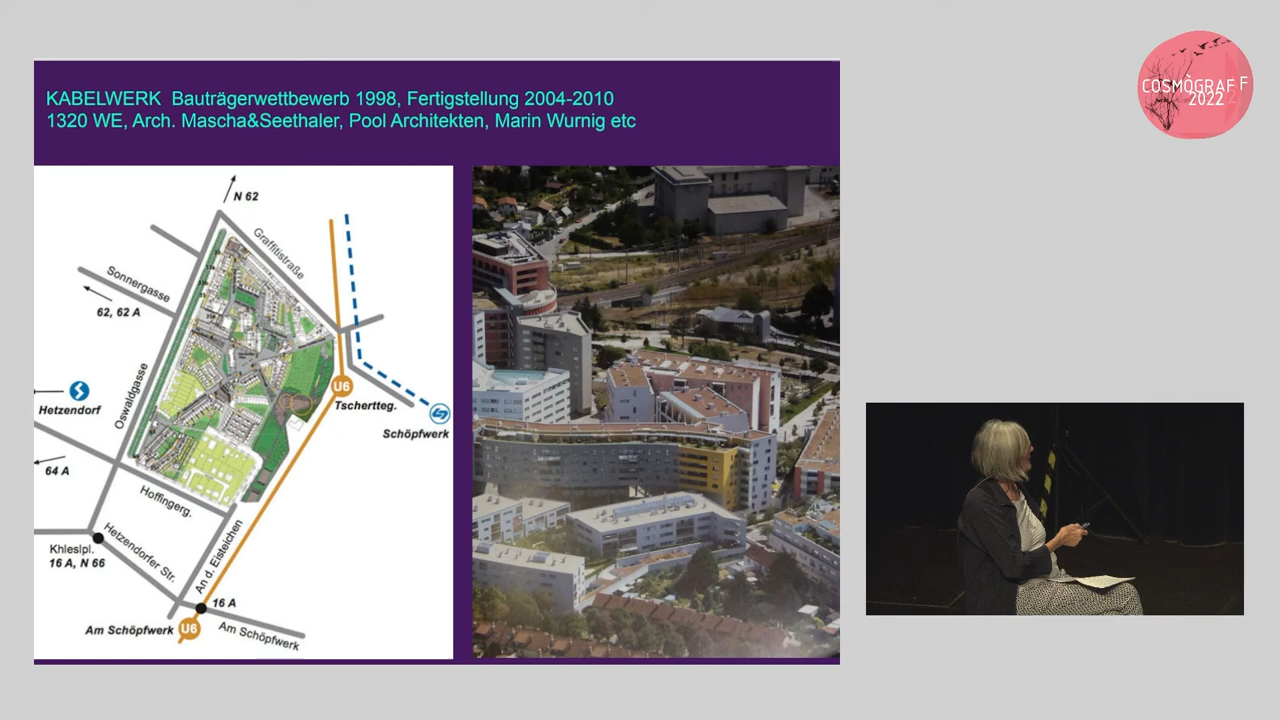 KABELWERK Bauträgerwettbewerb 1998, Fertigstellung 2004-2010
1320 WE, Arch. Mascha&Seethaler, Pool Architekten, Marin Wurnig etc
COSMÒGRAF F
2022
N 62
Graffitistraße
Sonnergasse
62, 62 A
Oswaldgasse
Hetzendorf
U6
Tschertteg.
Schöpfwerk
64 A
Hoffingerg.
Hetzendorfer Str.
An d. Eisteichen
Khleslpl.
16 A, N 66
16 A
Am Schöpfwerk
U6
Am Schöpfwerk